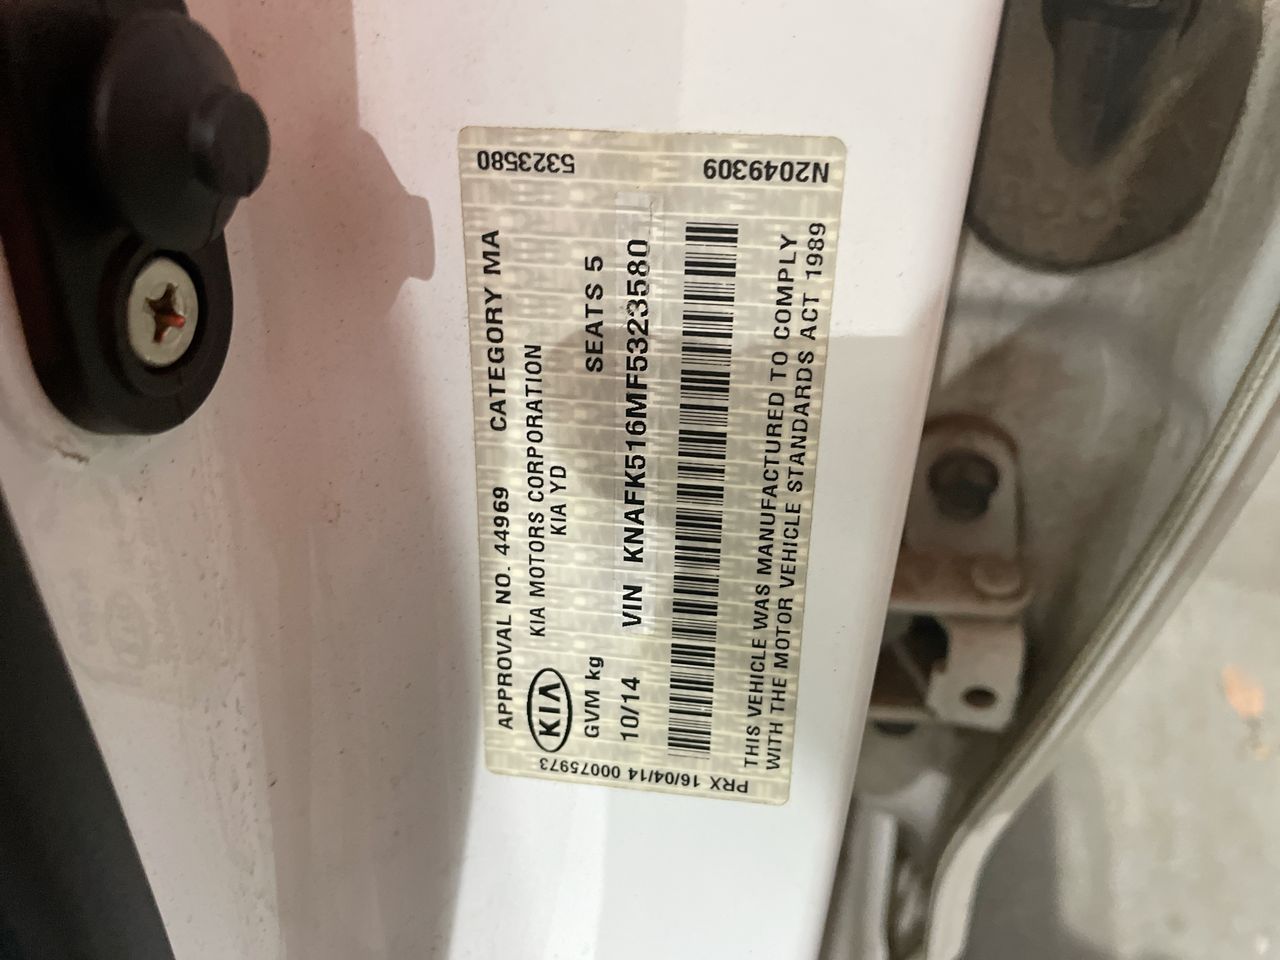 APPROVAL NO. 44969 CATEGORY MA
KIA MOTORS CORPORATION
KIA YD
KIA
GVM kg SEATS 5
10/14 VIN KNAFK516MF5323580
THIS VEHICLE WAS MANUFACTURED TO COMPLY
WITH THE MOTOR VEHICLE STANDARDS ACT 1989
5323580
N2049309
PRX 16/04/14 00075973